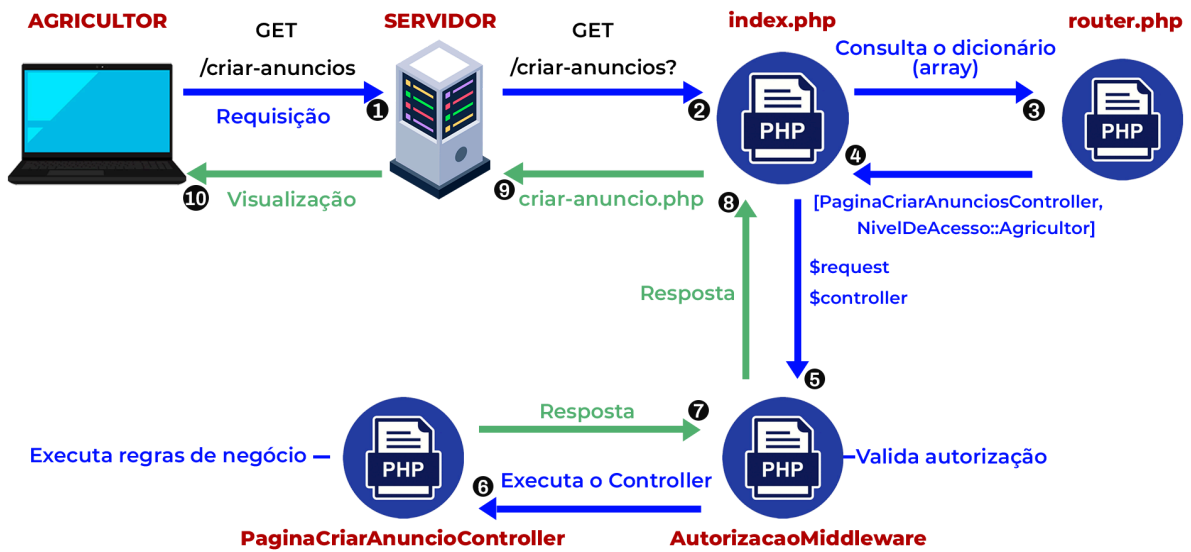 AGRICULTOR
SERVIDOR
index.php
router.php
GET
/criar-anuncios
Requisição
1
GET
/criar-anuncios?
2
Consulta o dicionário
(array)
3
PHP
PHP
4
[PaginaCriarAnunciosController,
NivelDeAcesso::Agricultor]
10
Visualização
9
criar-anuncio.php
8
$request
$controller
Resposta
5
Resposta
7
Executa regras de negócio
PHP
PHP
Valida autorização
6
Executa o Controller
PaginaCriarAnuncioController
AutorizacaoMiddleware